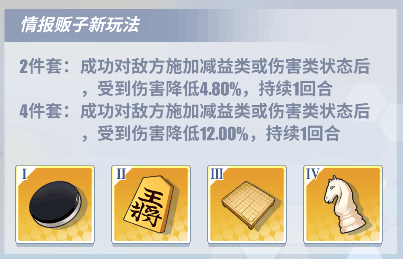 情报贩子新玩法
2件套：成功对敌方施加减益类或伤害类状态后
，受到伤害降低4.80%，持续1回合
4件套：成功对敌方施加减益类或伤害类状态后
，受到伤害降低12.00%，持续1回合
I II III IV
王
将